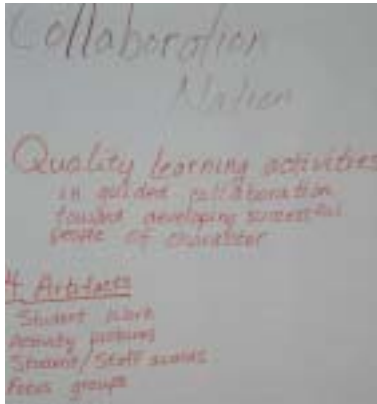 Collaboration
Nation
Quality learning activities
in guided collaboration
toward developing successful
people of character
4 Artifacts
Student Work
Activity pictures
Student/Staff
Focus groups